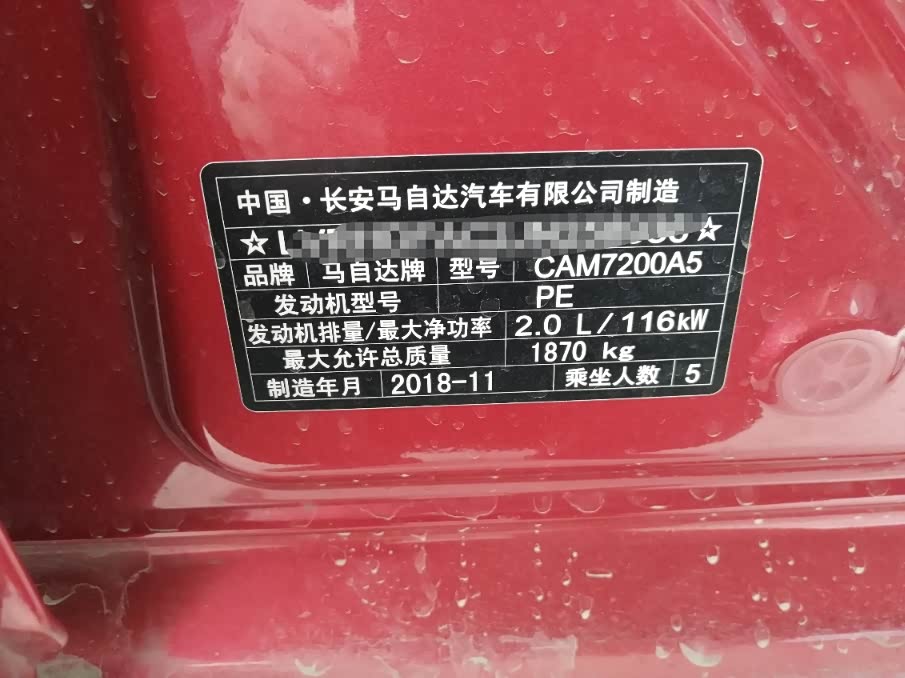 中国·长安马自达汽车有限公司制造
☆ ☆
品牌 马自达牌 型号 CAM7200A5
发动机型号 PE
发动机排量/最大净功率 2.0 L/116kW
最大允许总质量 1870 kg
制造年月 2018-11 乘坐人数 5